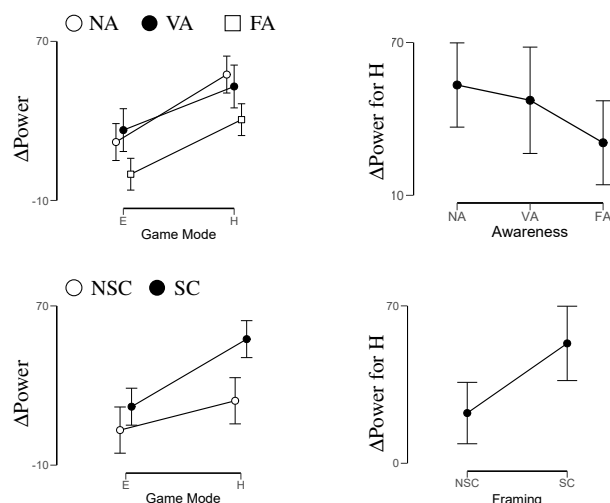 NA VA FA
70
-10
ΔPower
E H
Game Mode
70
10
ΔPower for H
NA VA FA
Awareness
NSC SC
70
-10
ΔPower
E H
Game Mode
70
0
ΔPower for H
NSC SC
Framing